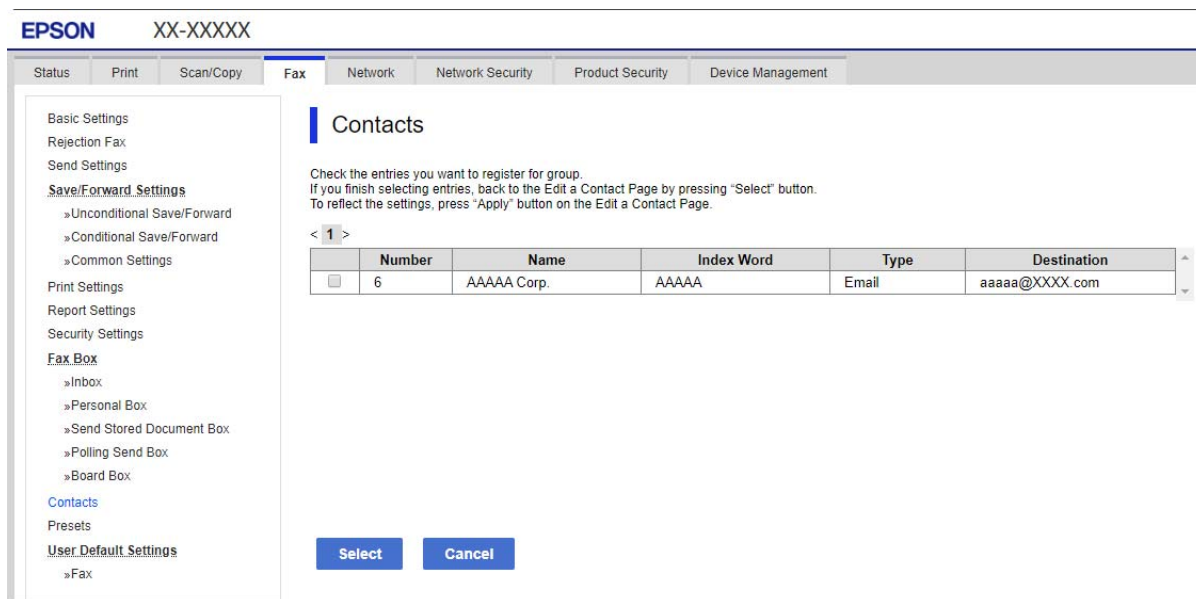 EPSON XX-XXXXX
Status Print Scan/Copy Fax Network Network Security Product Security Device Management
Basic Settings
Rejection Fax
Send Settings
Save/Forward Settings
»Unconditional Save/Forward
»Conditional Save/Forward
»Common Settings
Print Settings
Report Settings
Security Settings
Fax Box
»Inbox
»Personal Box
»Send Stored Document Box
»Polling Send Box
»Board Box
Contacts
Presets
User Default Settings
»Fax
Contacts
Check the entries you want to register for group.
If you finish selecting entries, back to the Edit a Contact Page by pressing “Select” button.
To reflect the settings, press “Apply” button on the Edit a Contact Page.
< 1 >
Number Name Index Word Type Destination
6 AAAAA Corp. AAAAA Email aaaaa@XXXX.com
Select Cancel